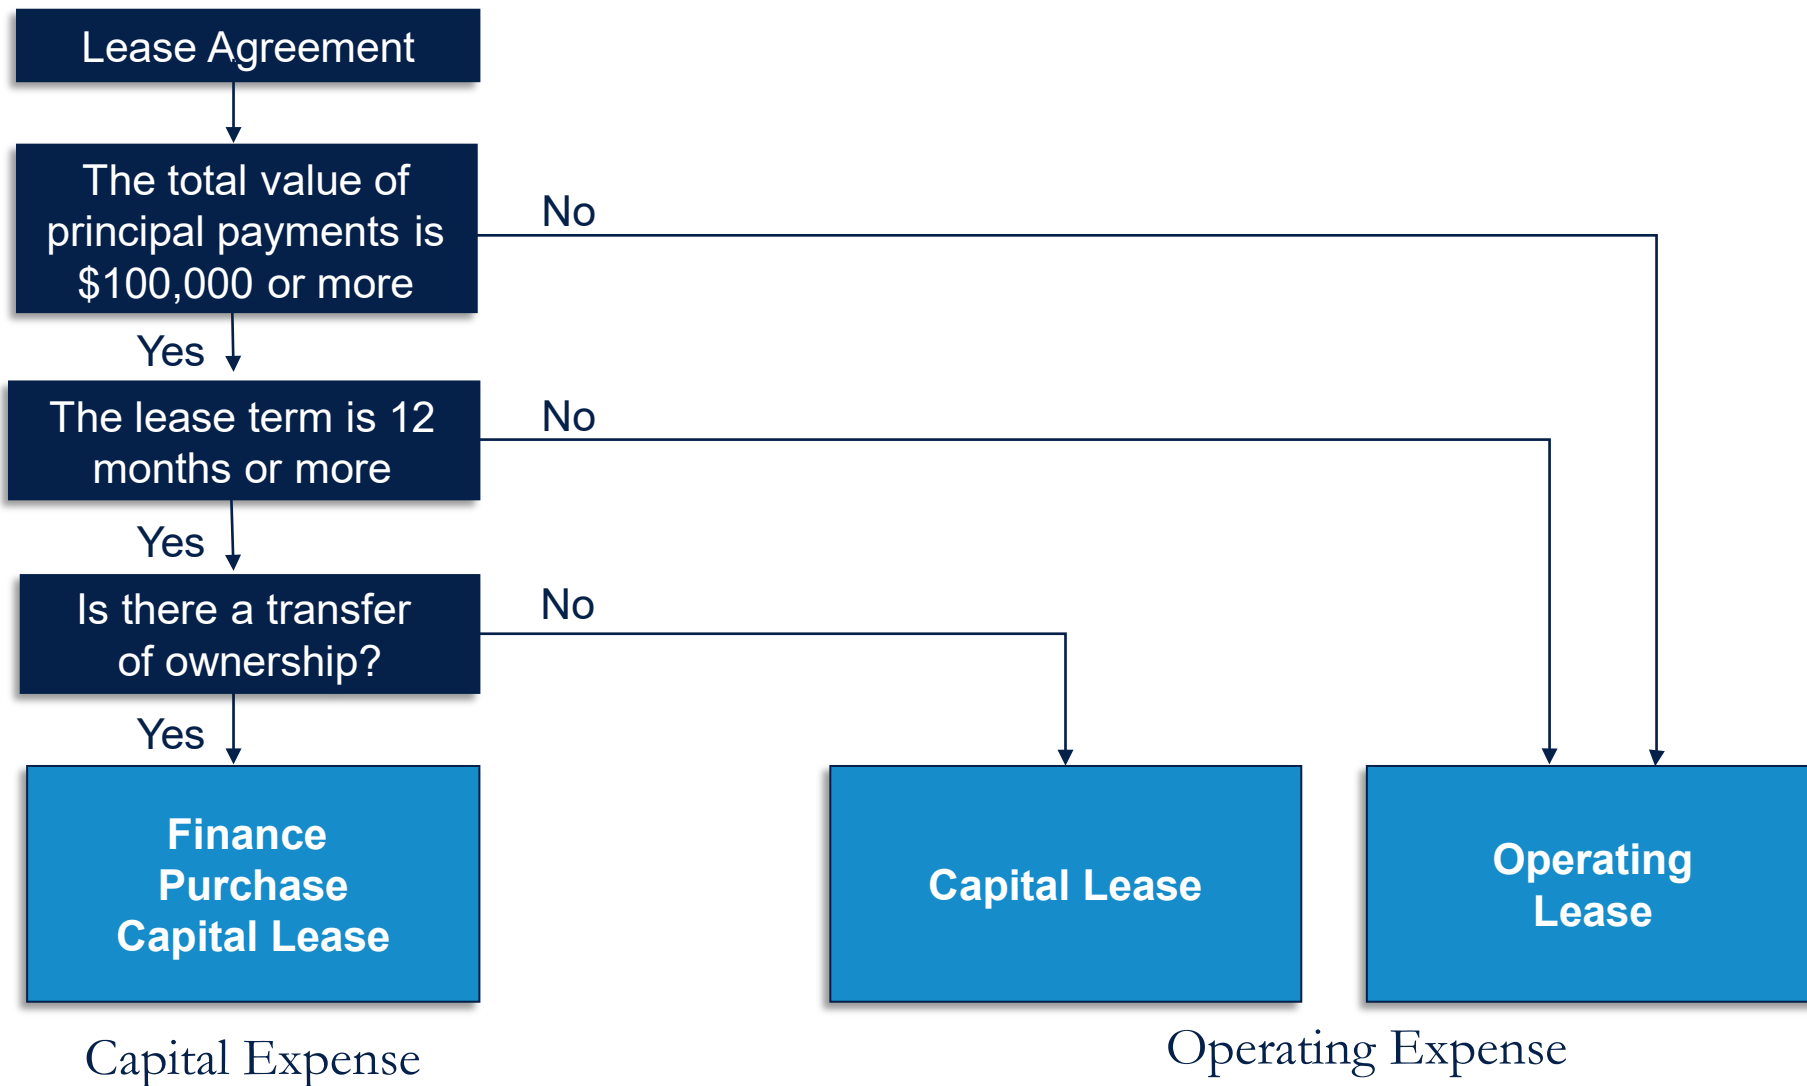 Lease Agreement
The total value of
principal payments is
$100,000 or more
No
Yes
The lease term is 12
months or more
No
Yes
Is there a transfer
of ownership?
No
Yes
Finance
Purchase
Capital Lease
Capital Lease
Operating
Lease
Capital Expense
Operating Expense